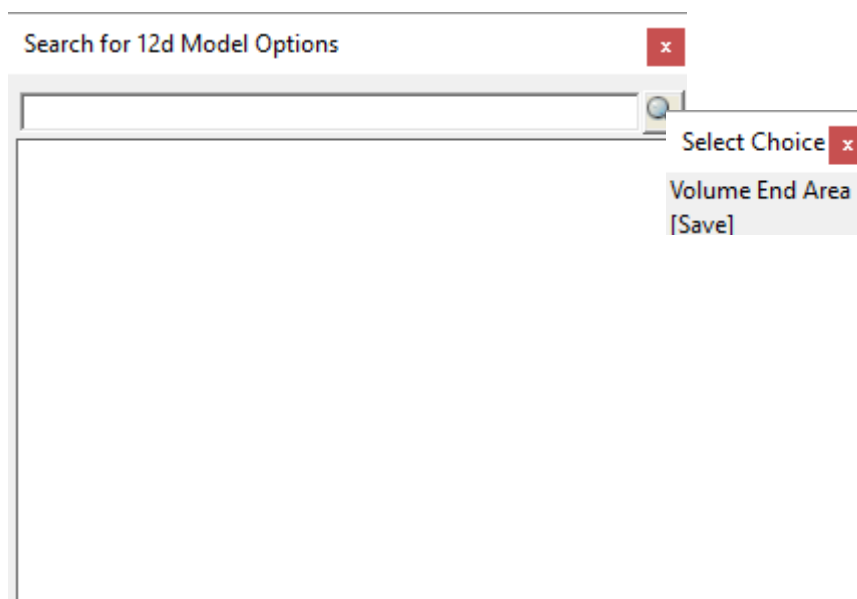 Search for 12d Model Options
x
Select Choice x
Volume End Area
[Save]